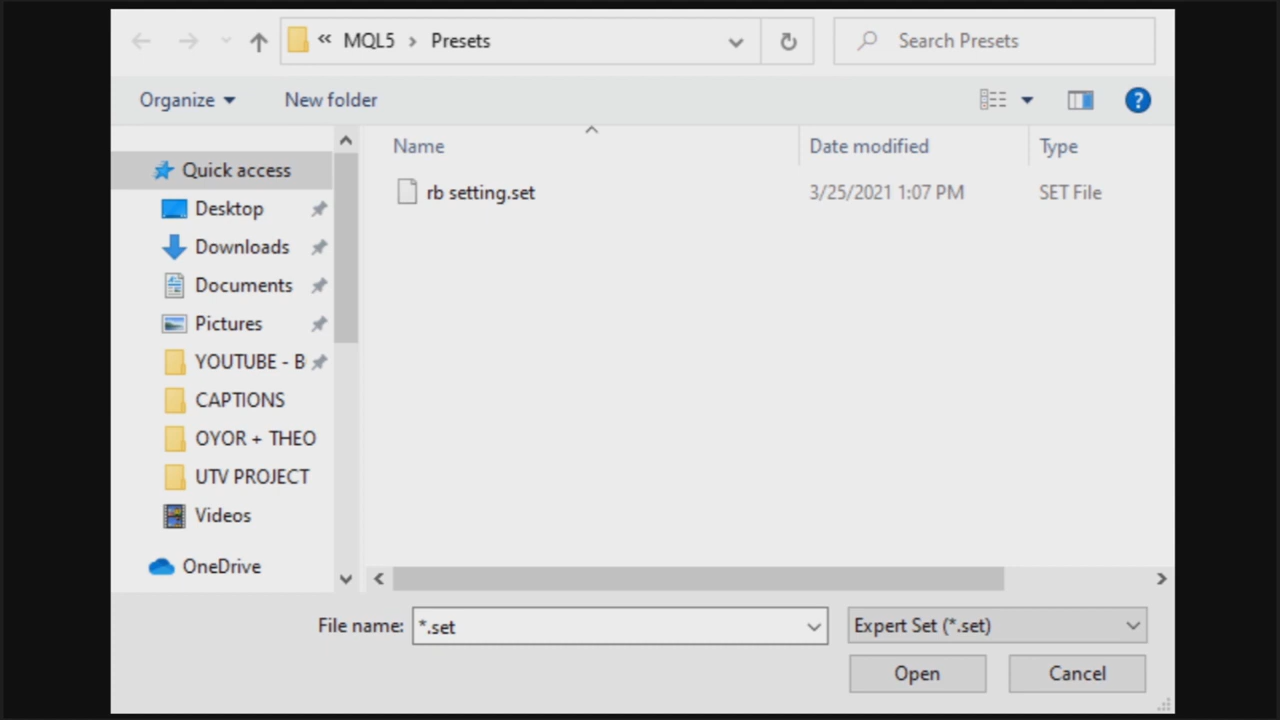 « MQL5 › Presets
Search Presets
Organize
New folder
?
Name
Date modified
Type
Quick access
rb setting.set
3/25/2021 1:07 PM
SET File
Desktop
Downloads
Documents
Pictures
YOUTUBE - B
CAPTIONS
OYOR + THEO
UTV PROJECT
Videos
OneDrive
File name: *.set
Expert Set (*.set)
Open
Cancel